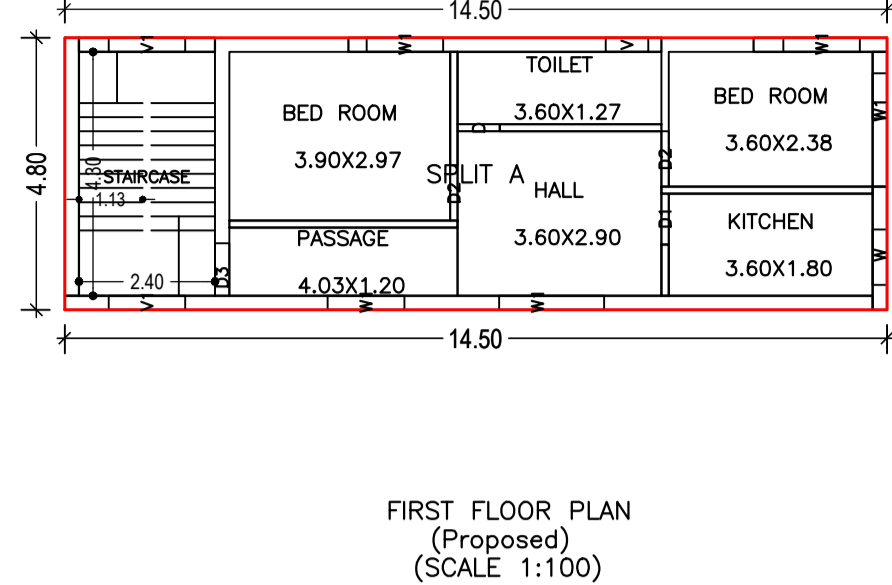 14.50
V1
W1
V
W1
TOILET
3.60X1.27
BED ROOM
3.90X2.97
BED ROOM
3.60X2.38
W1
D
4.80
4.30
STAIRCASE
1.13
SPLIT A
D2
D2
HALL
3.60X2.90
D1
KITCHEN
3.60X1.80
W
PASSAGE
4.03X1.20
D3
2.40
V1
W1
14.50
FIRST FLOOR PLAN
(Proposed)
(SCALE 1:100)